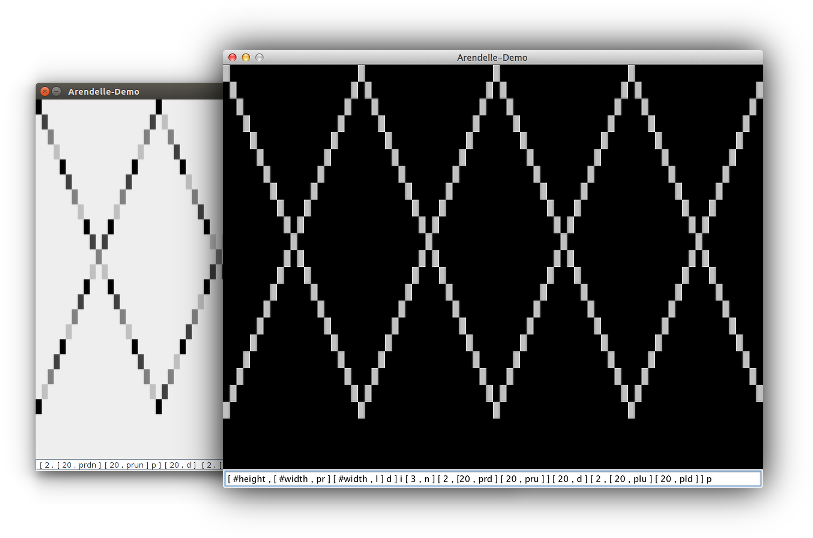 Arendelle-Demo
[ 2 , [ 20 , prdn ] [ 20 , prun ] p ] [ 20 , d ] [ 2 ,
Arendelle-Demo
[ #height , [ #width , pr ] [ #width , l ] d ] i [ 3 , n ] [ 2 , [20 , prd ] [ 20 , pru ] ] [ 20 , d ] [ 2 , [ 20 , plu ] [ 20 , pld ] ] p